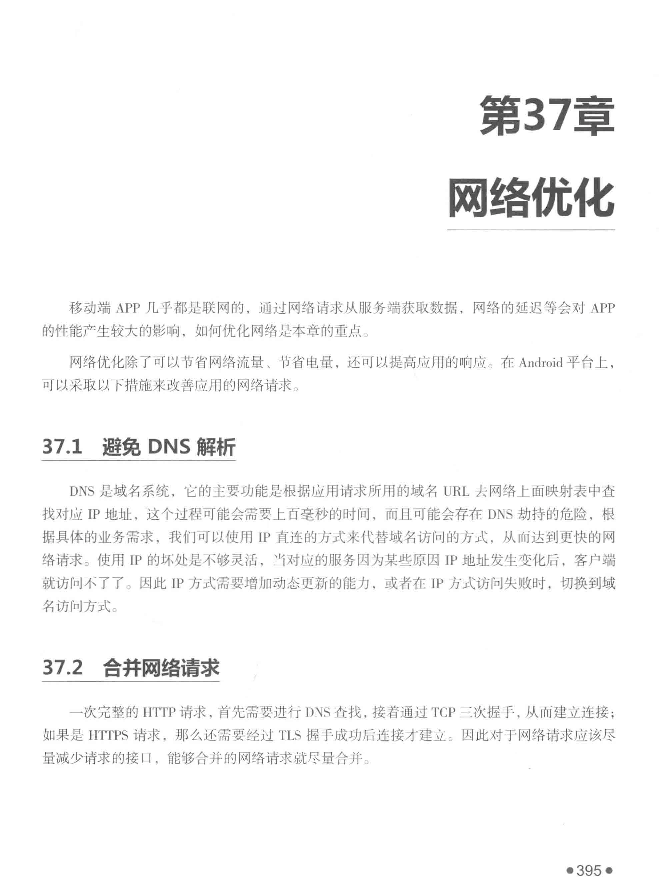 第37章
网络优化
移动端 APP 几乎都是联网的，通过网络请求从服务端获取数据，网络的延迟等会对 APP
的性能产生较大的影响，如何优化网络是本章的重点。
网络优化除了可以节省网络流量、节省电量，还可以提高应用的响应。在 Android 平台上，
可以采取以下措施来改善应用的网络请求。
37.1 避免 DNS 解析
DNS 是域名系统，它的主要功能是根据应用请求所用的域名 URL 去网络上面映射表中查
找对应 IP 地址，这个过程可能会需要上百毫秒的时间，而且可能会存在 DNS 劫持的危险，根
据具体的业务需求，我们可以使用 IP 直连的方式来代替域名访问的方式，从而达到更快的网
络请求。使用 IP 的坏处是不够灵活，当对应的服务因为某些原因 IP 地址发生变化后，客户端
就访问不了了。因此 IP 方式需要增加动态更新的能力，或者在 IP 方式访问失败时，切换到域
名访问方式。
37.2 合并网络请求
一次完整的 HTTP 请求，首先需要进行 DNS 查找，接着通过 TCP 三次握手，从而建立连接；
如果是 HTTPS 请求，那么还需要经过 TLS 握手成功后连接才建立。因此对于网络请求应该尽
量减少请求的接口，能够合并的网络请求就尽量合并。
●395●